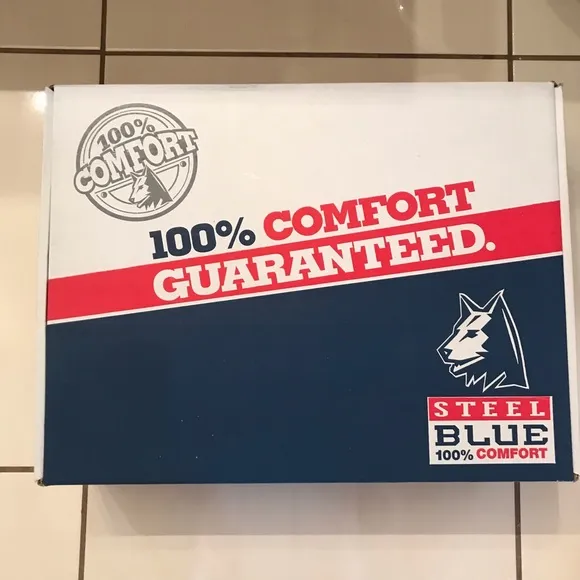 100%
COMFORT
100% COMFORT
GUARANTEED.
STEEL
BLUE
100% COMFORT